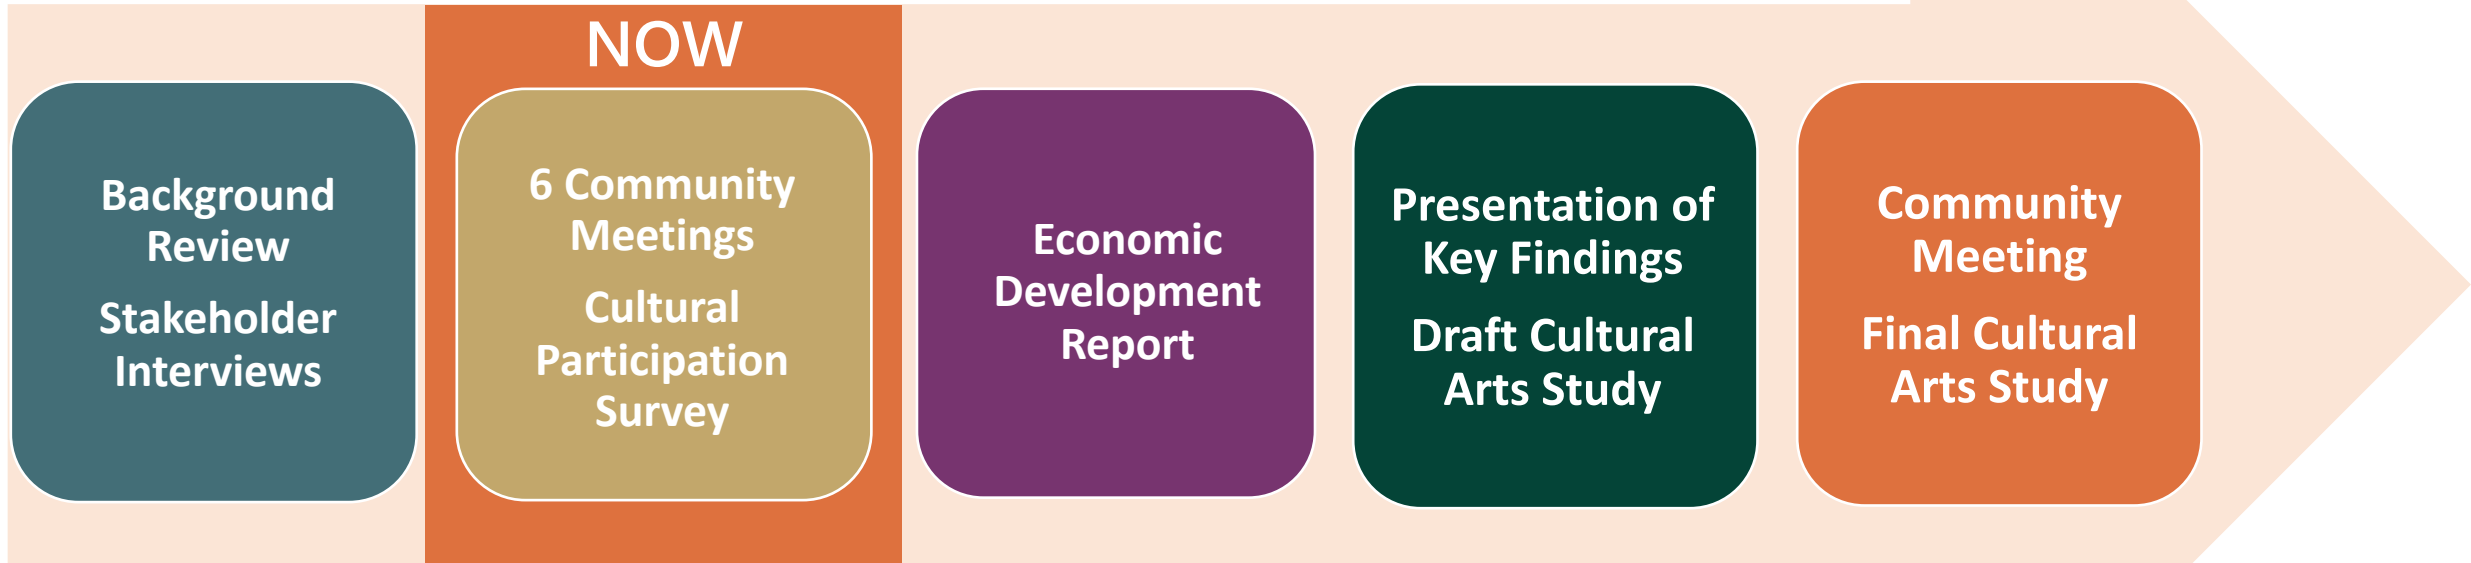 NOW
Background
Review
Stakeholder
Interviews
6 Community
Meetings
Cultural
Participation
Survey
Economic
Development
Report
Presentation of
Key Findings
Draft Cultural
Arts Study
Community
Meeting
Final Cultural
Arts Study